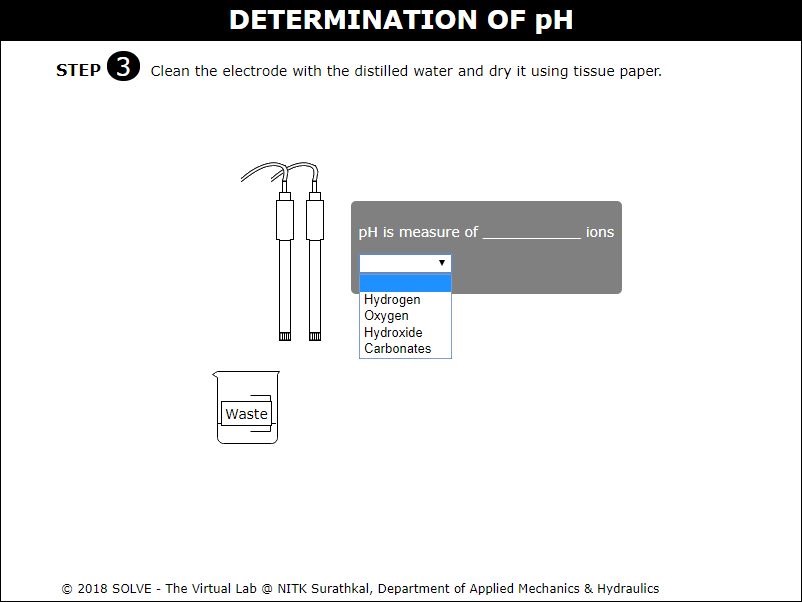 DETERMINATION OF pH
STEP 3 Clean the electrode with the distilled water and dry it using tissue paper.
pH is measure of _____________ ions
Hydrogen
Oxygen
Hydroxide
Carbonates
Waste
© 2018 SOLVE - The Virtual Lab @ NITK Surathkal, Department of Applied Mechanics & Hydraulics